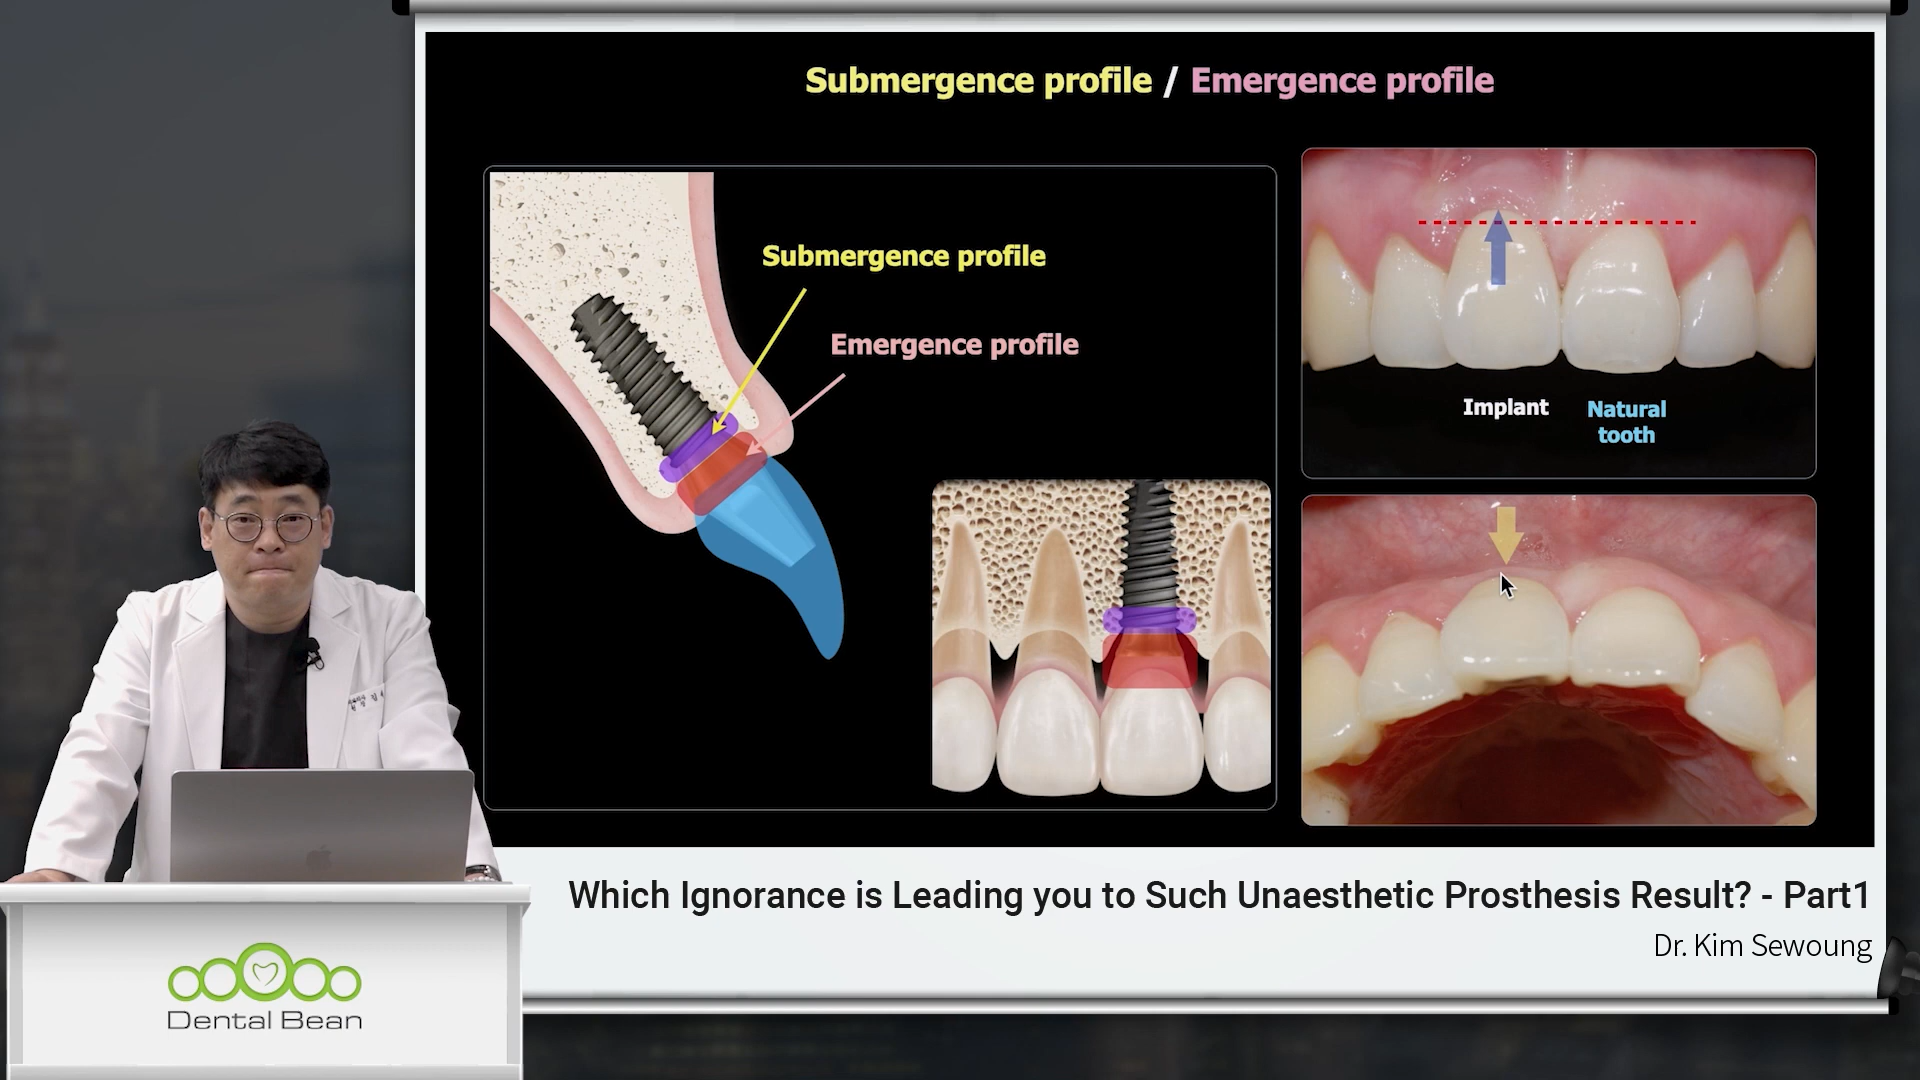 Submergence profile / Emergence profile
Submergence profile
Emergence profile
Implant
Natural
tooth
Which Ignorance is Leading you to Such Unaesthetic Prosthesis Result? - Part1
Dr. Kim Sewoung
Dental Bean